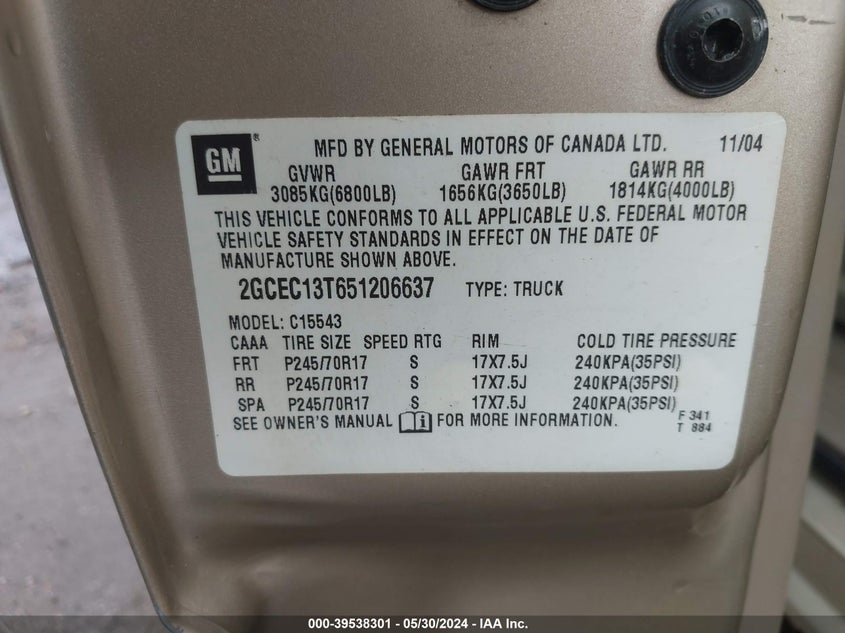 GM ® MFD BY GENERAL MOTORS OF CANADA LTD. 11/04
GVWR GAWR FRT GAWR RR
3085KG(6800LB) 1656KG(3650LB) 1814KG(4000LB)
THIS VEHICLE CONFORMS TO ALL APPLICABLE U.S. FEDERAL MOTOR
VEHICLE SAFETY STANDARDS IN EFFECT ON THE DATE OF
MANUFACTURE SHOWN ABOVE.
2GCEC13T651206637 TYPE: TRUCK
MODEL: C15543
CAAA TIRE SIZE SPEED RTG RIM COLD TIRE PRESSURE
FRT P245/70R17 S 17X7.5J 240KPA(35PSI)
RR P245/70R17 S 17X7.5J 240KPA(35PSI)
SPA P245/70R17 S 17X7.5J 240KPA(35PSI)
SEE OWNER'S MANUAL FOR MORE INFORMATION.
F 341
T 884
000-39538301 - 05/30/2024 - IAA Inc.